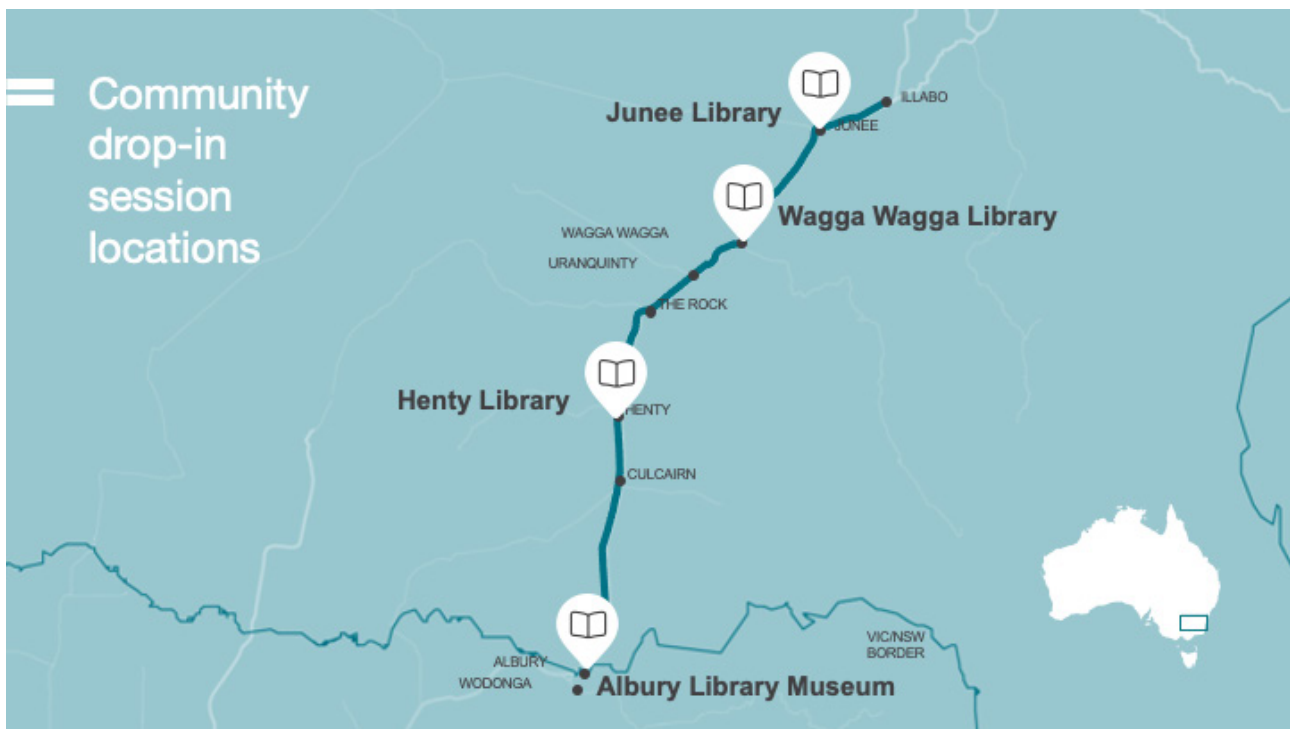 Community
drop-in
session
locations
Junee Library
ILLABO
JUNEE
Wagga Wagga Library
WAGGA WAGGA
URANQUINTY
THE ROCK
Henty Library
HENTY
CULCAIRN
VIC/NSW
BORDER
ALBURY
WODONGA
Albury Library Museum